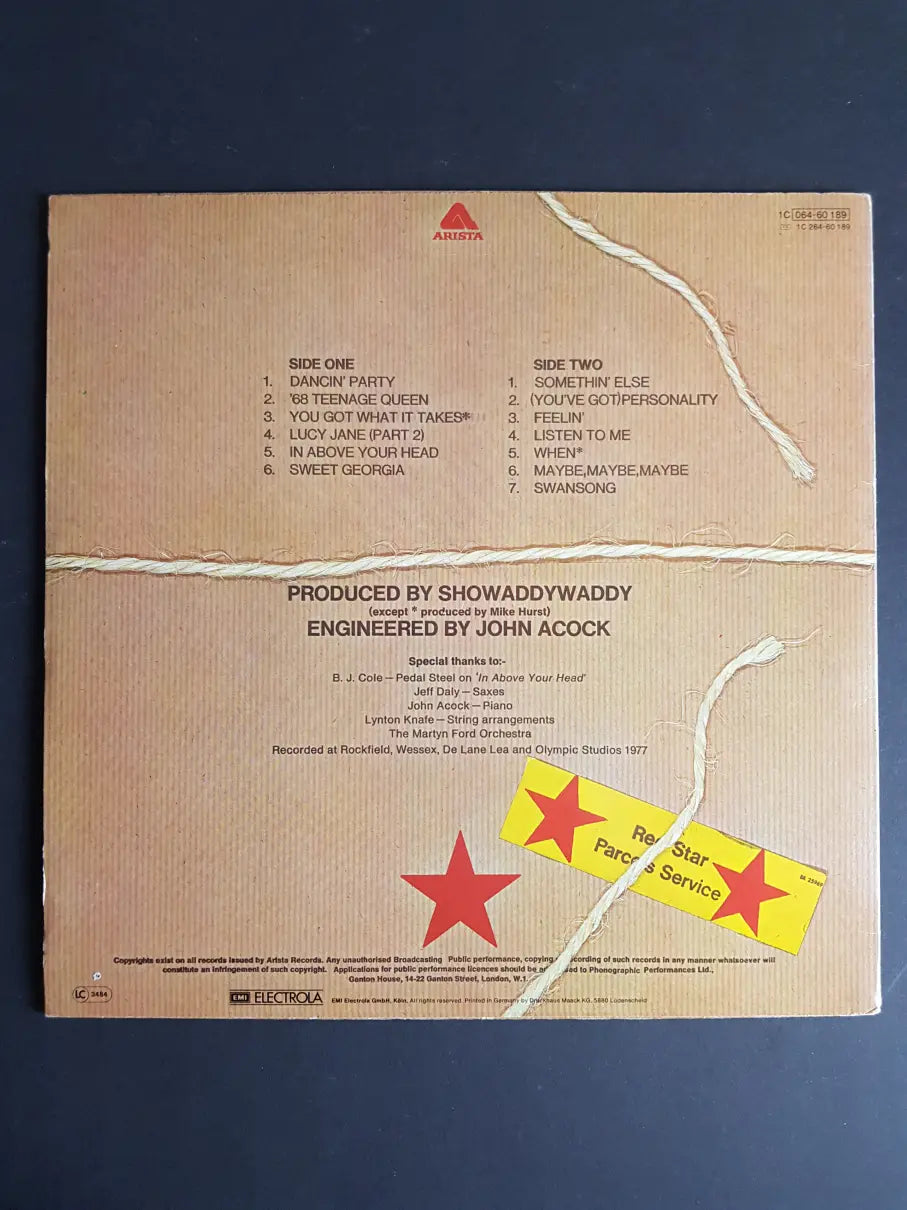 ARISTA
1C 064-60 189
1C 264-60 189
SIDE ONE
1. DANCIN' PARTY
2. '68 TEENAGE QUEEN
3. YOU GOT WHAT IT TAKES*
4. LUCY JANE (PART 2)
5. IN ABOVE YOUR HEAD
6. SWEET GEORGIA
SIDE TWO
1. SOMETHIN' ELSE
2. (YOU'VE GOT)PERSONALITY
3. FEELIN'
4. LISTEN TO ME
5. WHEN*
6. MAYBE,MAYBE,MAYBE
7. SWANSONG
PRODUCED BY SHOWADDYWADDY
(except * produced by Mike Hurst)
ENGINEERED BY JOHN ACOCK
Special thanks to:-
B. J. Cole – Pedal Steel on 'In Above Your Head'
Jeff Daly – Saxes
John Acock – Piano
Lynton Knafe – String arrangements
The Martyn Ford Orchestra
Recorded at Rockfield, Wessex, De Lane Lea and Olympic Studios 1977
Red Star
Parcels Service
Copyrights exist on all records issued by Arista Records. Any unauthorised Broadcasting Public performance, copying recording of such records in any manner whatsoever will
constitute an infringement of such copyright. Applications for public performance licences should be to Phonographic Performances Ltd.,
Ganton House, 14-22 Ganton Street, London, W.1
LC 3484
EMI ELECTROLA EMI Electrola GmbH, Köln. All rights reserved. Printed in Germany by Druckhaus Maack KG, 5880 Lüdenscheid